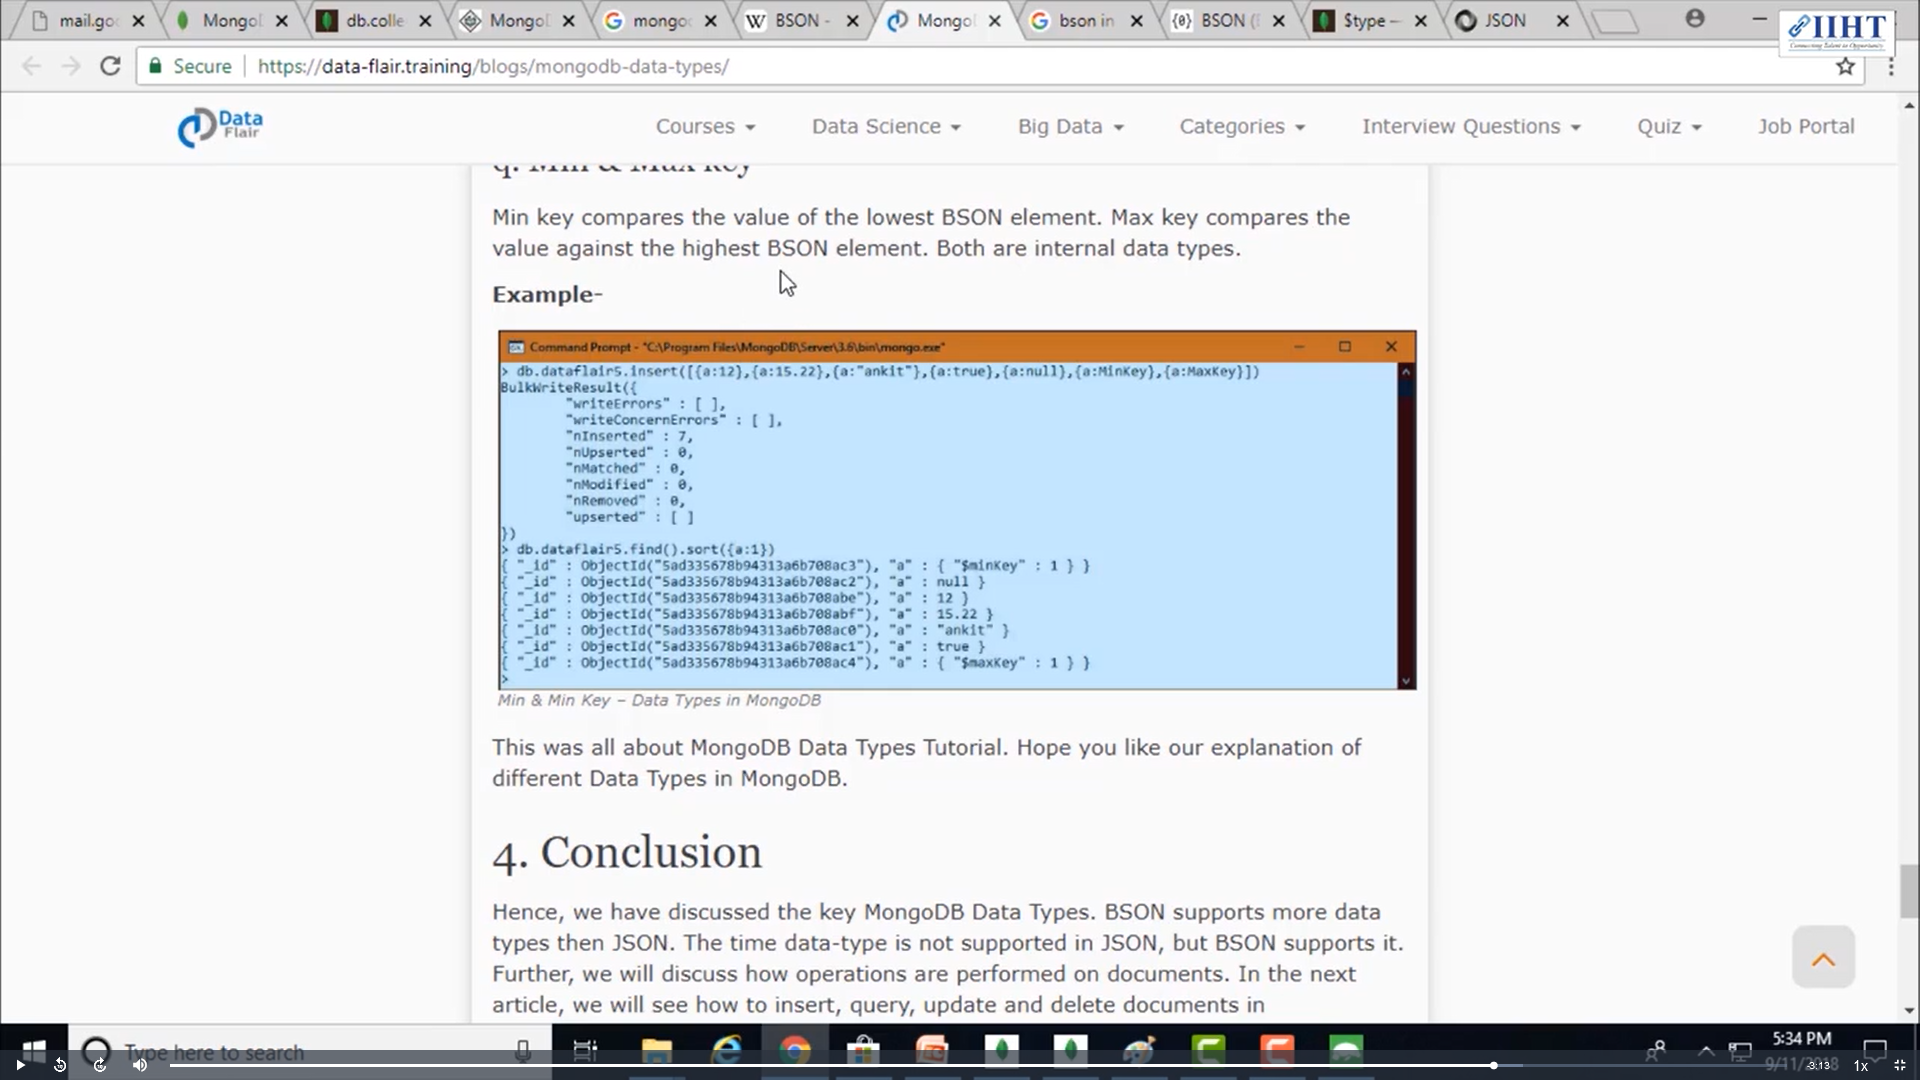 mail.goo
Mongo
db.colle
Mongo
mongo
BSON -
Mongo
bson in
BSON (
$type –
JSON
IIHT
Connecting Talent to Opportunity
Secure
https://data-flair.training/blogs/mongodb-data-types/
Data
Flair
Courses
Data Science
Big Data
Categories
Interview Questions
Quiz
Job Portal
q. Min & Max key
Min key compares the value of the lowest BSON element. Max key compares the
value against the highest BSON element. Both are internal data types.
Example-
Command Prompt - "C:\Program Files\MongoDB\Server\3.6\bin\mongo.exe"
> db.dataflair5.insert([{a:12},{a:15.22},{a:"ankit"},{a:true},{a:null},{a:MinKey},{a:MaxKey}])
BulkWriteResult({
"writeErrors" : [ ],
"writeConcernErrors" : [ ],
"nInserted" : 7,
"nUpserted" : 0,
"nMatched" : 0,
"nModified" : 0,
"nRemoved" : 0,
"upserted" : [ ]
})
> db.dataflair5.find().sort({a:1})
{ "_id" : ObjectId("5ad335678b94313a6b708ac3"), "a" : { "$minKey" : 1 } }
{ "_id" : ObjectId("5ad335678b94313a6b708ac2"), "a" : null }
{ "_id" : ObjectId("5ad335678b94313a6b708abe"), "a" : 12 }
{ "_id" : ObjectId("5ad335678b94313a6b708abf"), "a" : 15.22 }
{ "_id" : ObjectId("5ad335678b94313a6b708ac0"), "a" : "ankit" }
{ "_id" : ObjectId("5ad335678b94313a6b708ac1"), "a" : true }
{ "_id" : ObjectId("5ad335678b94313a6b708ac4"), "a" : { "$maxKey" : 1 } }
>
Min & Min Key – Data Types in MongoDB
This was all about MongoDB Data Types Tutorial. Hope you like our explanation of
different Data Types in MongoDB.
4. Conclusion
Hence, we have discussed the key MongoDB Data Types. BSON supports more data
types then JSON. The time data-type is not supported in JSON, but BSON supports it.
Further, we will discuss how operations are performed on documents. In the next
article, we will see how to insert, query, update and delete documents in
Type here to search
5:34 PM
9/11/2018
-3:13
1x